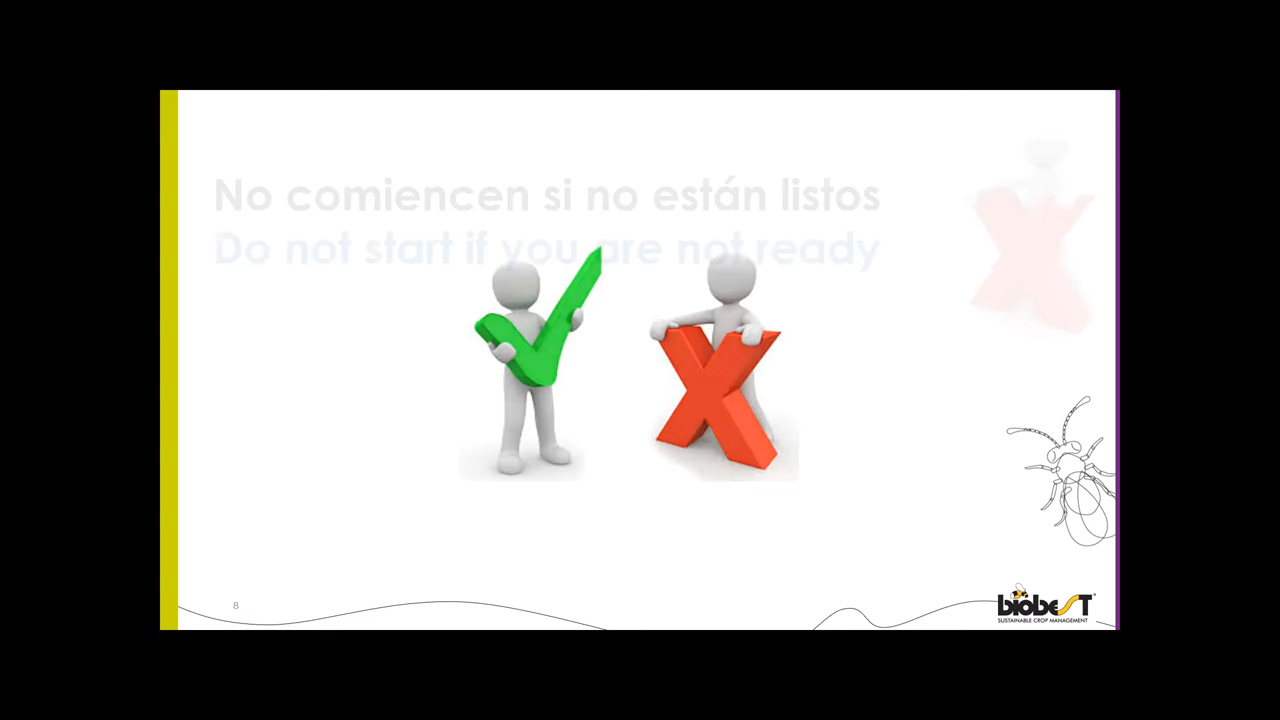 No comiencen si no están listos
Do not start if you are not ready
8
biobest
SUSTAINABLE CROP MANAGEMENT